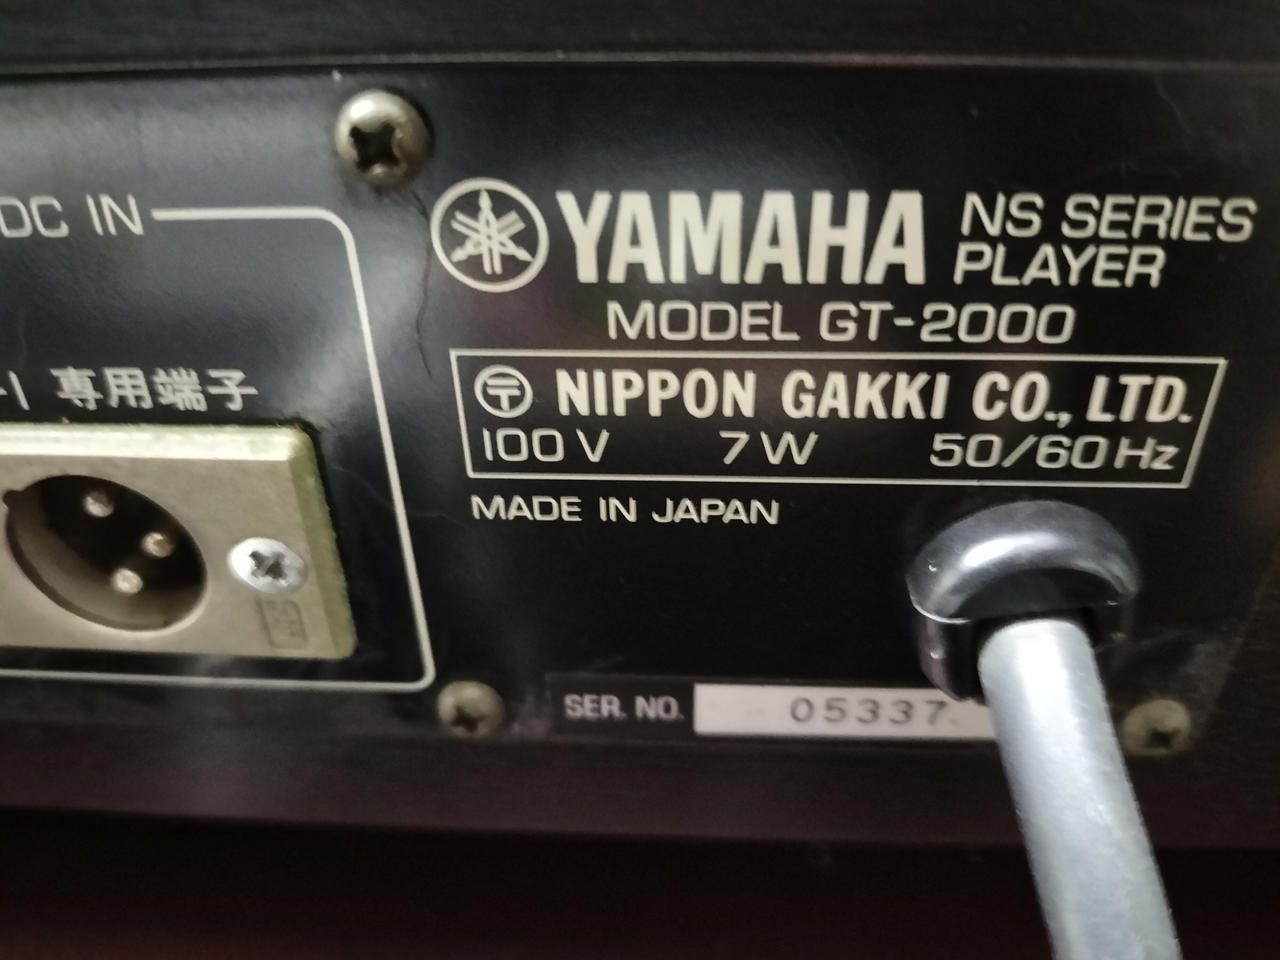 DC IN
専用端子
YAMAHA
NS SERIES
PLAYER
MODEL GT-2000
〒 NIPPON GAKKI CO., LTD.
100V 7W 50/60Hz
MADE IN JAPAN
SER. NO. 05337